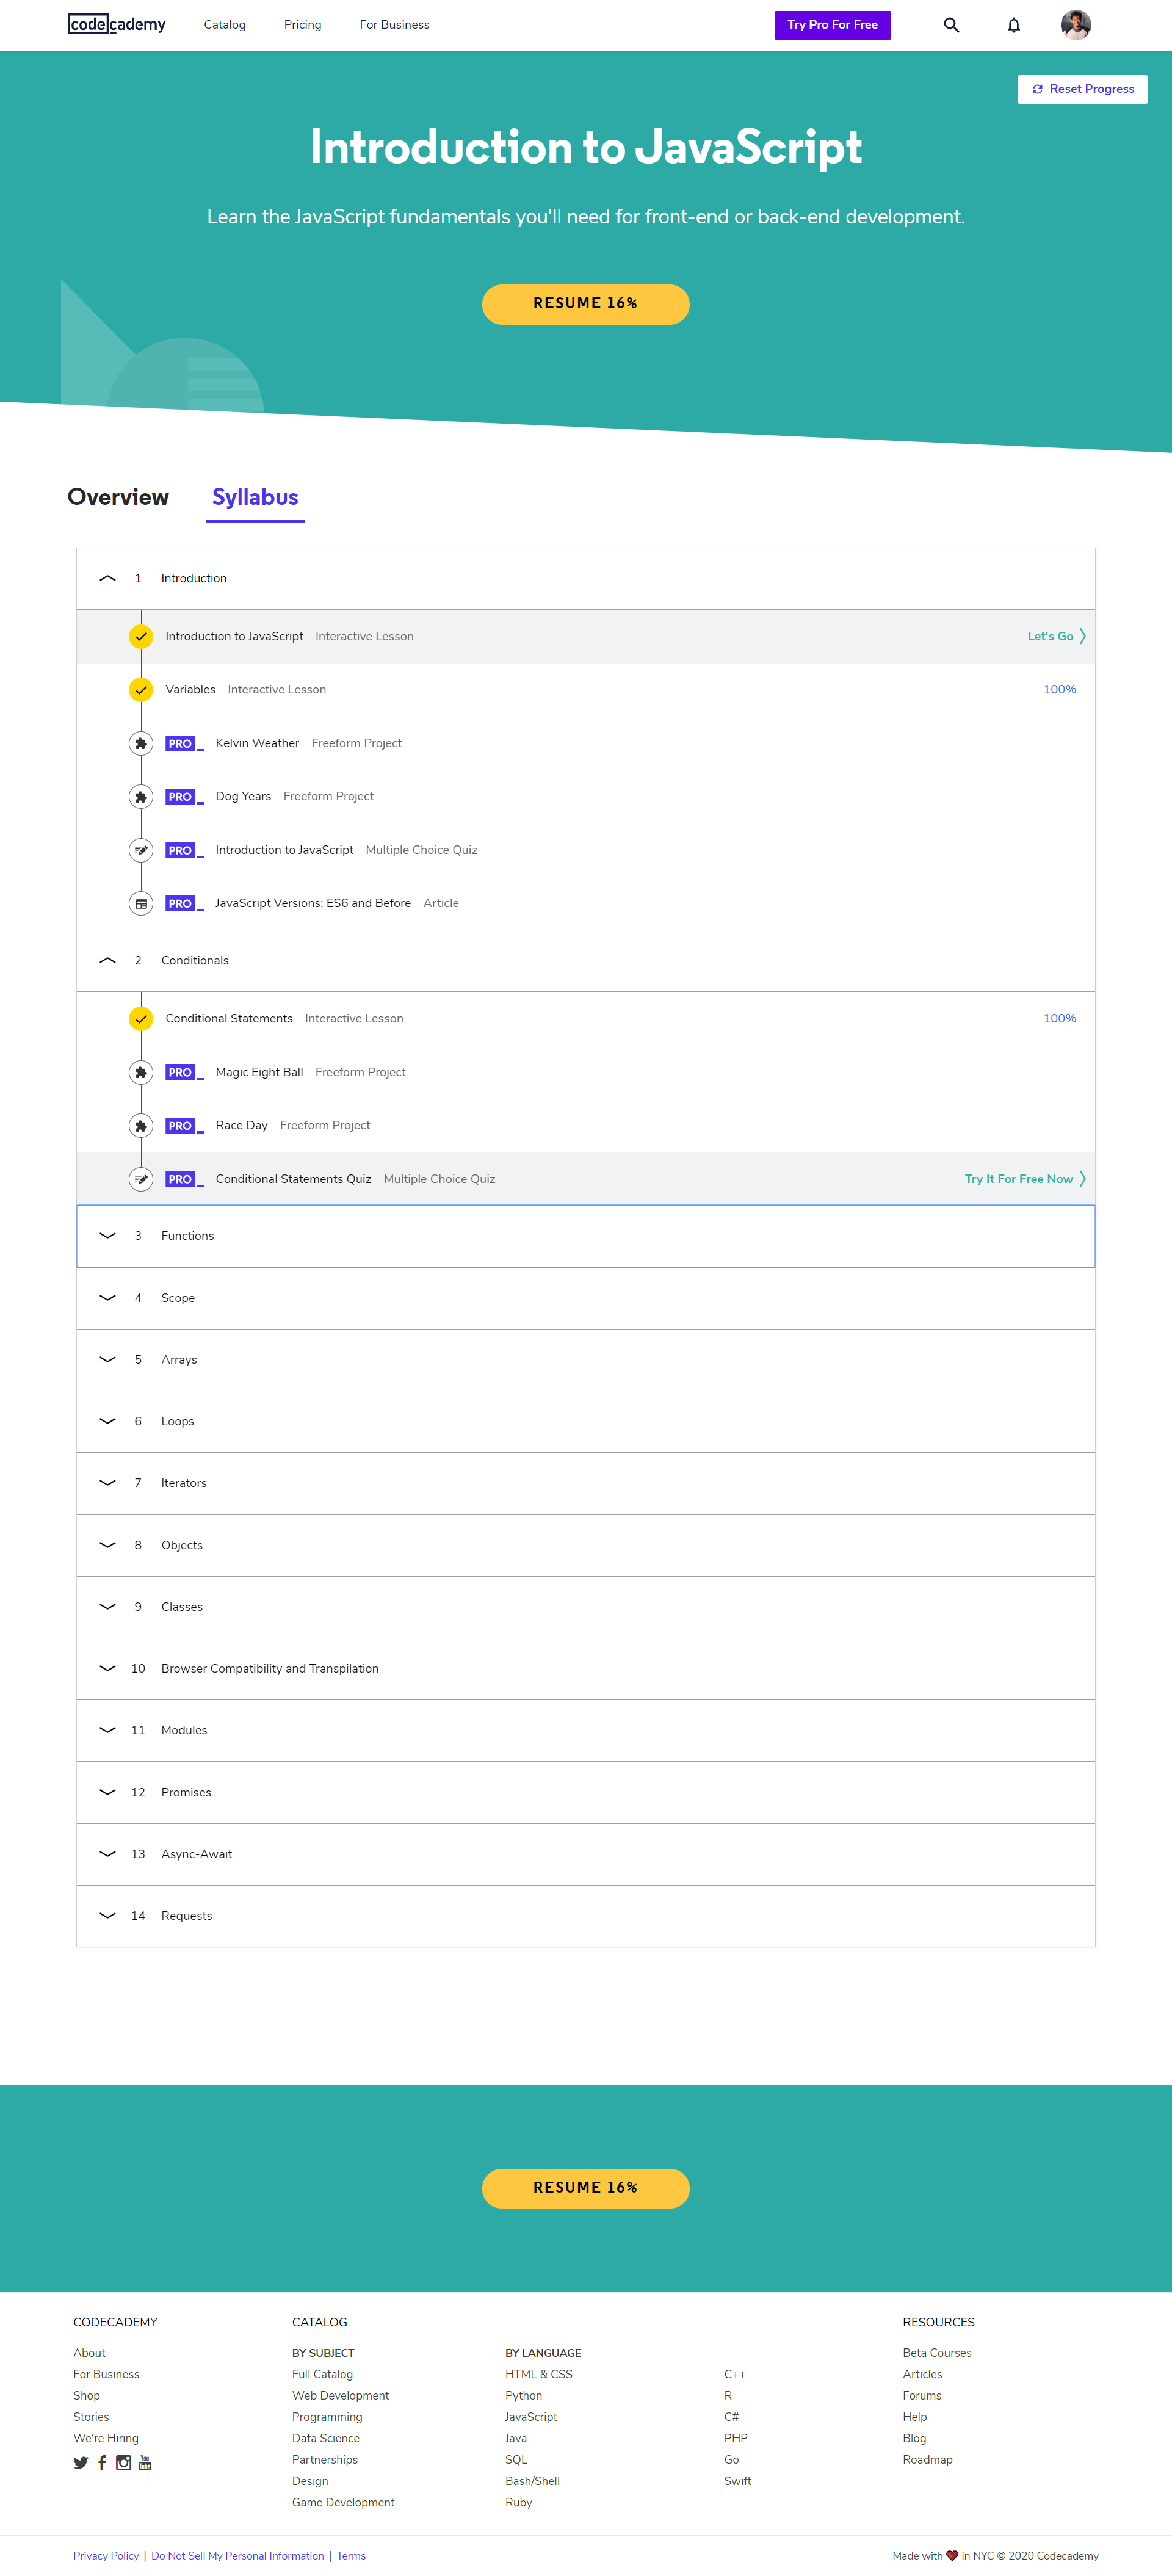 codecademy Catalog Pricing For Business Try Pro For Free
Reset Progress
Introduction to JavaScript
Learn the JavaScript fundamentals you'll need for front-end or back-end development.
RESUME 16%
Overview Syllabus
1 Introduction
Introduction to JavaScript Interactive Lesson Let's Go
Variables Interactive Lesson 100%
PRO Kelvin Weather Freeform Project
PRO Dog Years Freeform Project
PRO Introduction to JavaScript Multiple Choice Quiz
PRO JavaScript Versions: ES6 and Before Article
2 Conditionals
Conditional Statements Interactive Lesson 100%
PRO Magic Eight Ball Freeform Project
PRO Race Day Freeform Project
PRO Conditional Statements Quiz Multiple Choice Quiz Try It For Free Now
3 Functions
4 Scope
5 Arrays
6 Loops
7 Iterators
8 Objects
9 Classes
10 Browser Compatibility and Transpilation
11 Modules
12 Promises
13 Async-Await
14 Requests
RESUME 16%
CODECADEMY
About
For Business
Shop
Stories
We're Hiring
You Tube
CATALOG
BY SUBJECT
Full Catalog
Web Development
Programming
Data Science
Partnerships
Design
Game Development
BY LANGUAGE
HTML & CSS
Python
JavaScript
Java
SQL
Bash/Shell
Ruby
C++
R
C#
PHP
Go
Swift
RESOURCES
Beta Courses
Articles
Forums
Help
Blog
Roadmap
Privacy Policy | Do Not Sell My Personal Information | Terms
Made with ❤ in NYC © 2020 Codecademy